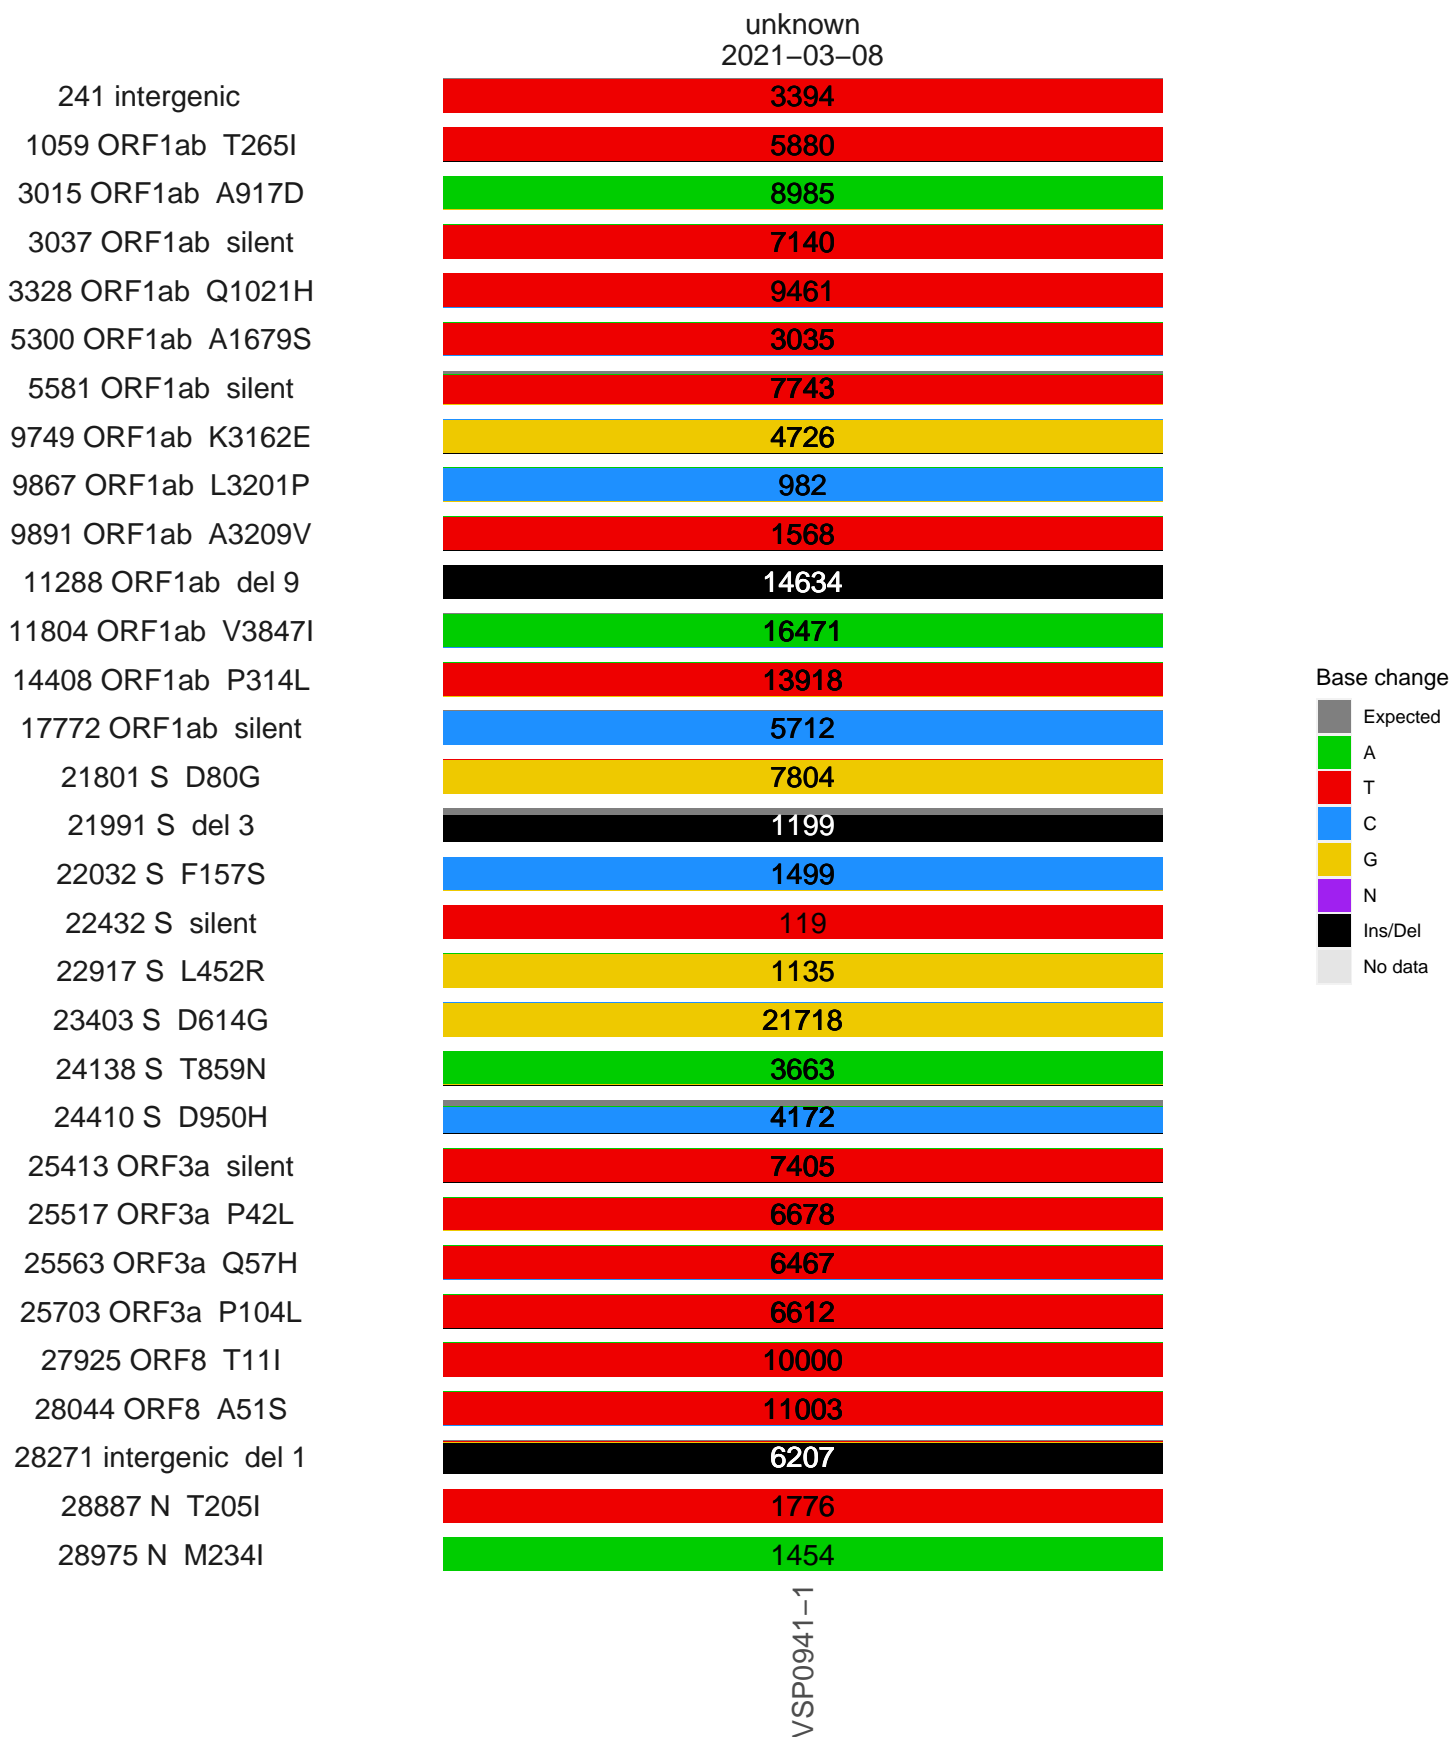 unknown
2021−03−08
241 intergenic 3394
1059 ORF1ab T265I 5880
3015 ORF1ab A917D 8985
3037 ORF1ab silent 7140
3328 ORF1ab Q1021H 9461
5300 ORF1ab A1679S 3035
5581 ORF1ab silent 7743
9749 ORF1ab K3162E 4726
9867 ORF1ab L3201P 982
9891 ORF1ab A3209V 1568
11288 ORF1ab del 9 14634
11804 ORF1ab V3847I 16471
14408 ORF1ab P314L 13918
17772 ORF1ab silent 5712
21801 S D80G 7804
21991 S del 3 1199
22032 S F157S 1499
22432 S silent 119
22917 S L452R 1135
23403 S D614G 21718
24138 S T859N 3663
24410 S D950H 4172
25413 ORF3a silent 7405
25517 ORF3a P42L 6678
25563 ORF3a Q57H 6467
25703 ORF3a P104L 6612
27925 ORF8 T11I 10000
28044 ORF8 A51S 11003
28271 intergenic del 1 6207
28887 N T205I 1776
28975 N M234I 1454
VSP0941−1
Base change
Expected
A
T
C
G
N
Ins/Del
No data